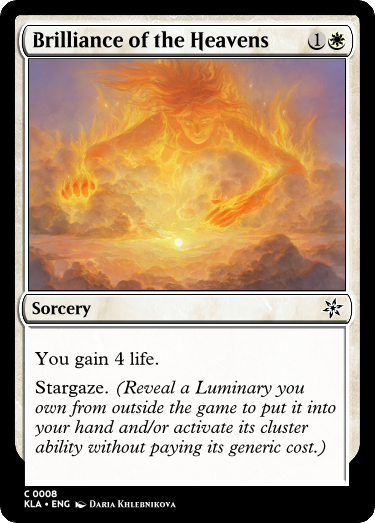 Brilliance of the Heavens 1
Sorcery
You gain 4 life.
Stargaze. (Reveal a Luminary you
own from outside the game to put it into
your hand and/or activate its cluster
ability without paying its generic cost.)
C 0008
KLA • ENG Daria Khlebnikova